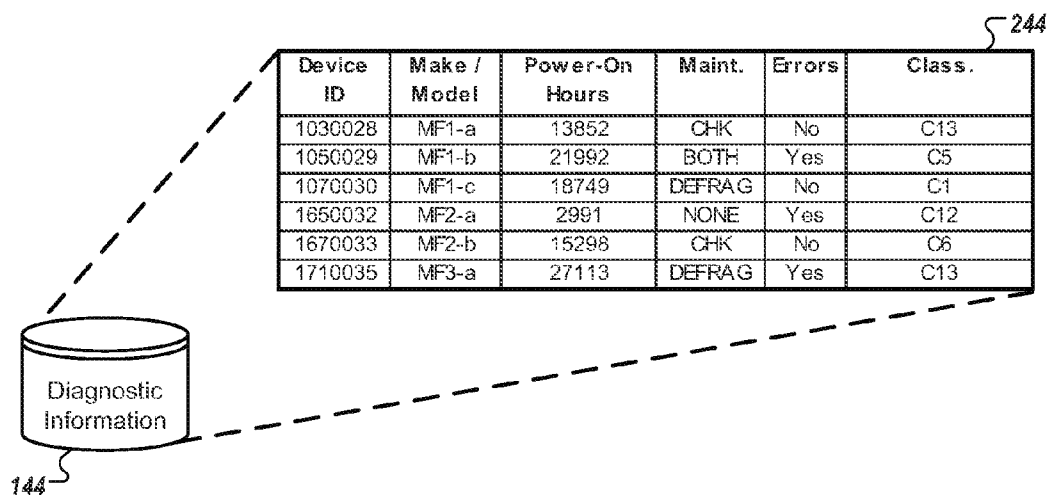 244
Device ID Make / Model Power-On Hours Maint. Errors Class.
1030028 MF1-a 13852 CHK No C13
1050029 MF1-b 21992 BOTH Yes C5
1070030 MF1-c 18749 DEFRAG No C1
1650032 MF2-a 2991 NONE Yes C12
1670033 MF2-b 15298 CHK No C6
1710035 MF3-a 27113 DEFRAG Yes C13
Diagnostic
Information
144